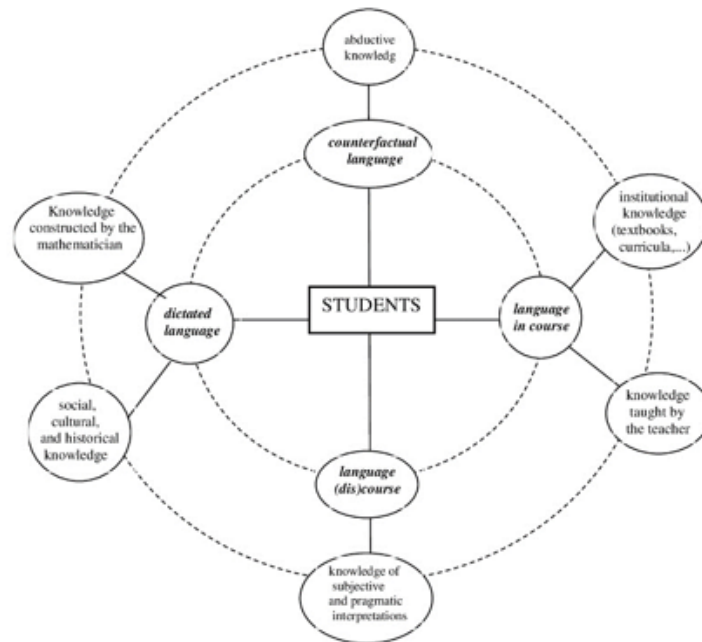 abductive
knowledg
counterfactual
language
Knowledge
constructed by the
mathematician
institutional
knowledge
(textbooks,
curricula,...)
dictated
language
STUDENTS
language
in course
social,
cultural,
and historical
knowledge
knowledge
taught by
the teacher
language
(dis)course
knowledge of
subjective
and pragmatic
interpretations